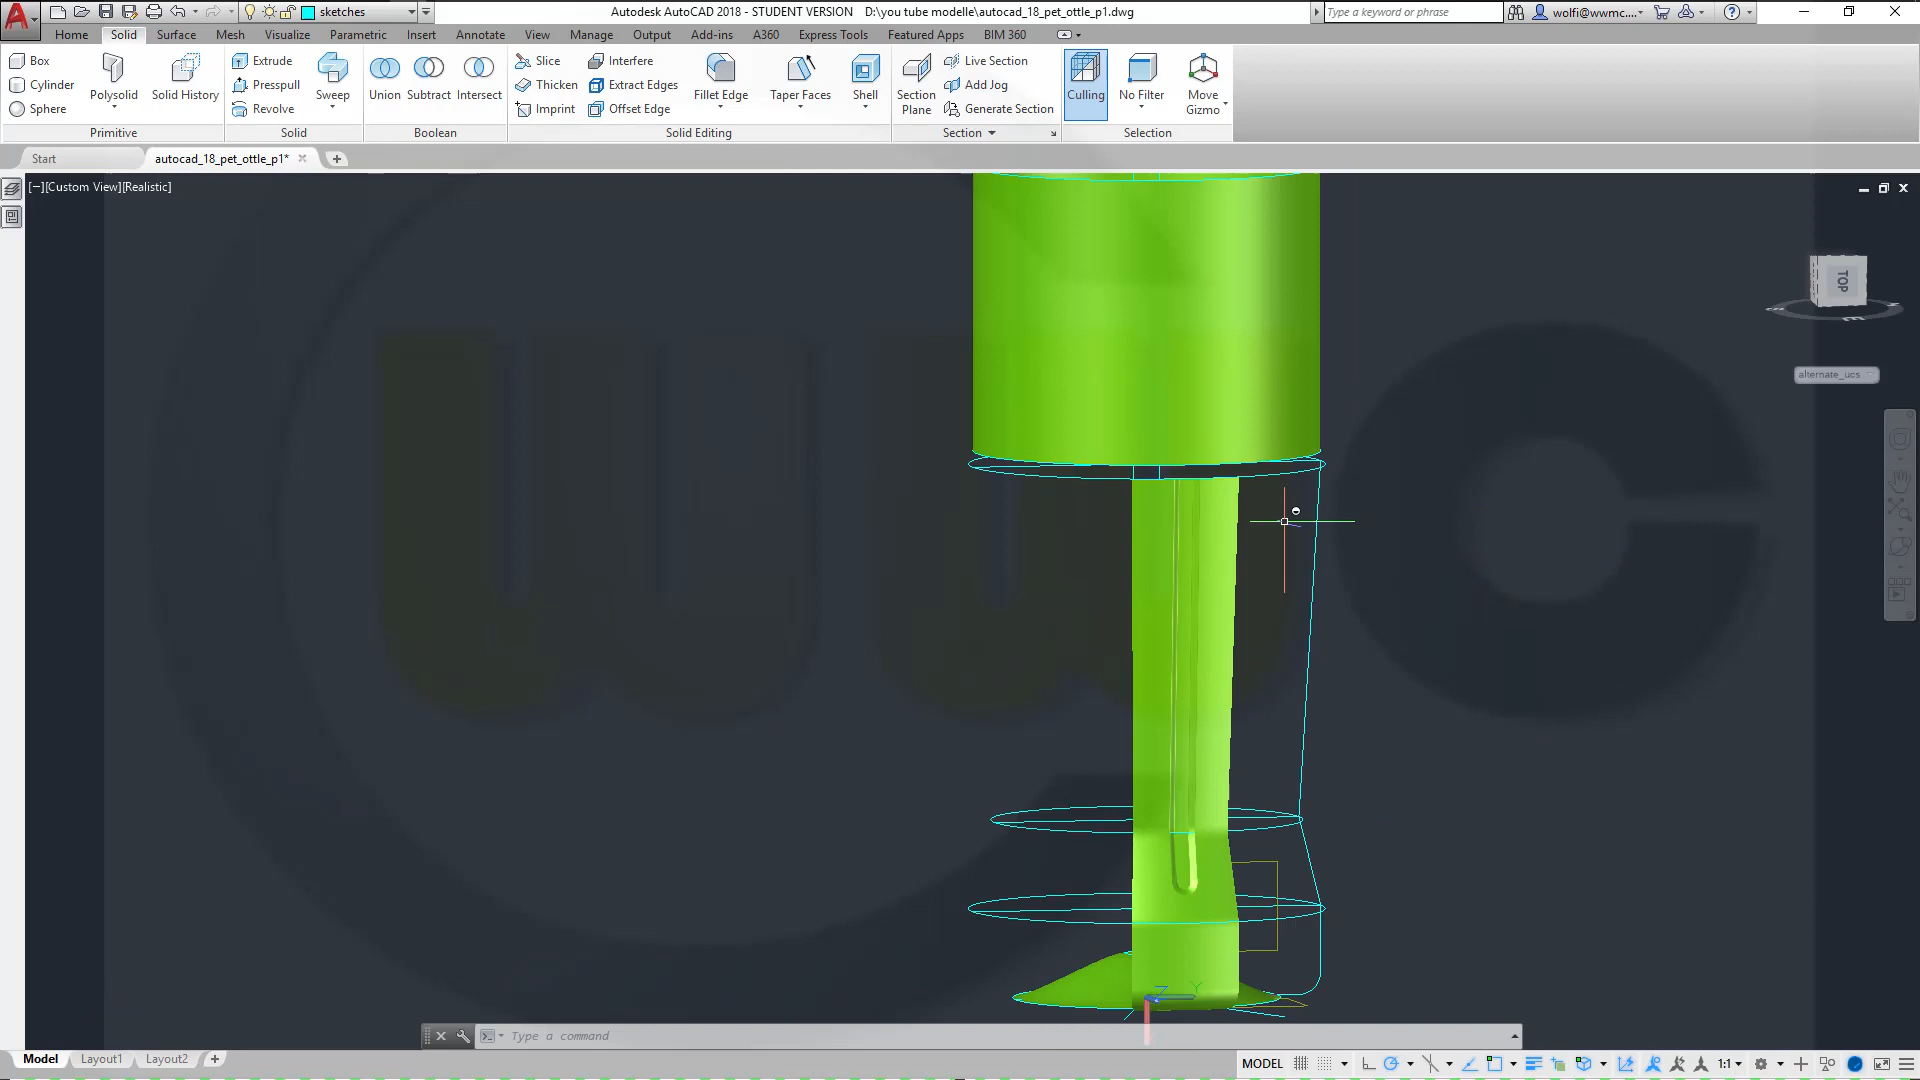 sketches
Autodesk AutoCAD 2018 - STUDENT VERSION D:\you tube modelle\autocad_18_pet_ottle_p1.dwg
Type a keyword or phrase
wolfi@wwmc....
Home Solid Surface Mesh Visualize Parametric Insert Annotate View Manage Output Add-ins A360 Express Tools Featured Apps BIM 360
Box
Cylinder
Sphere
Polysolid
Solid History
Primitive
Extrude
Presspull
Revolve
Sweep
Solid
Union Subtract Intersect
Boolean
Slice
Thicken
Imprint
Interfere
Extract Edges
Offset Edge
Fillet Edge
Taper Faces
Shell
Solid Editing
Section
Plane
Live Section
Add Jog
Generate Section
Section
Culling
No Filter
Move
Gizmo
Selection
Start
autocad_18_pet_ottle_p1*
[−][Custom View][Realistic]
TOP
S
E
N
alternate_ucs
wwc
Z
Y
Type a command
Model Layout1 Layout2
MODEL
1:1